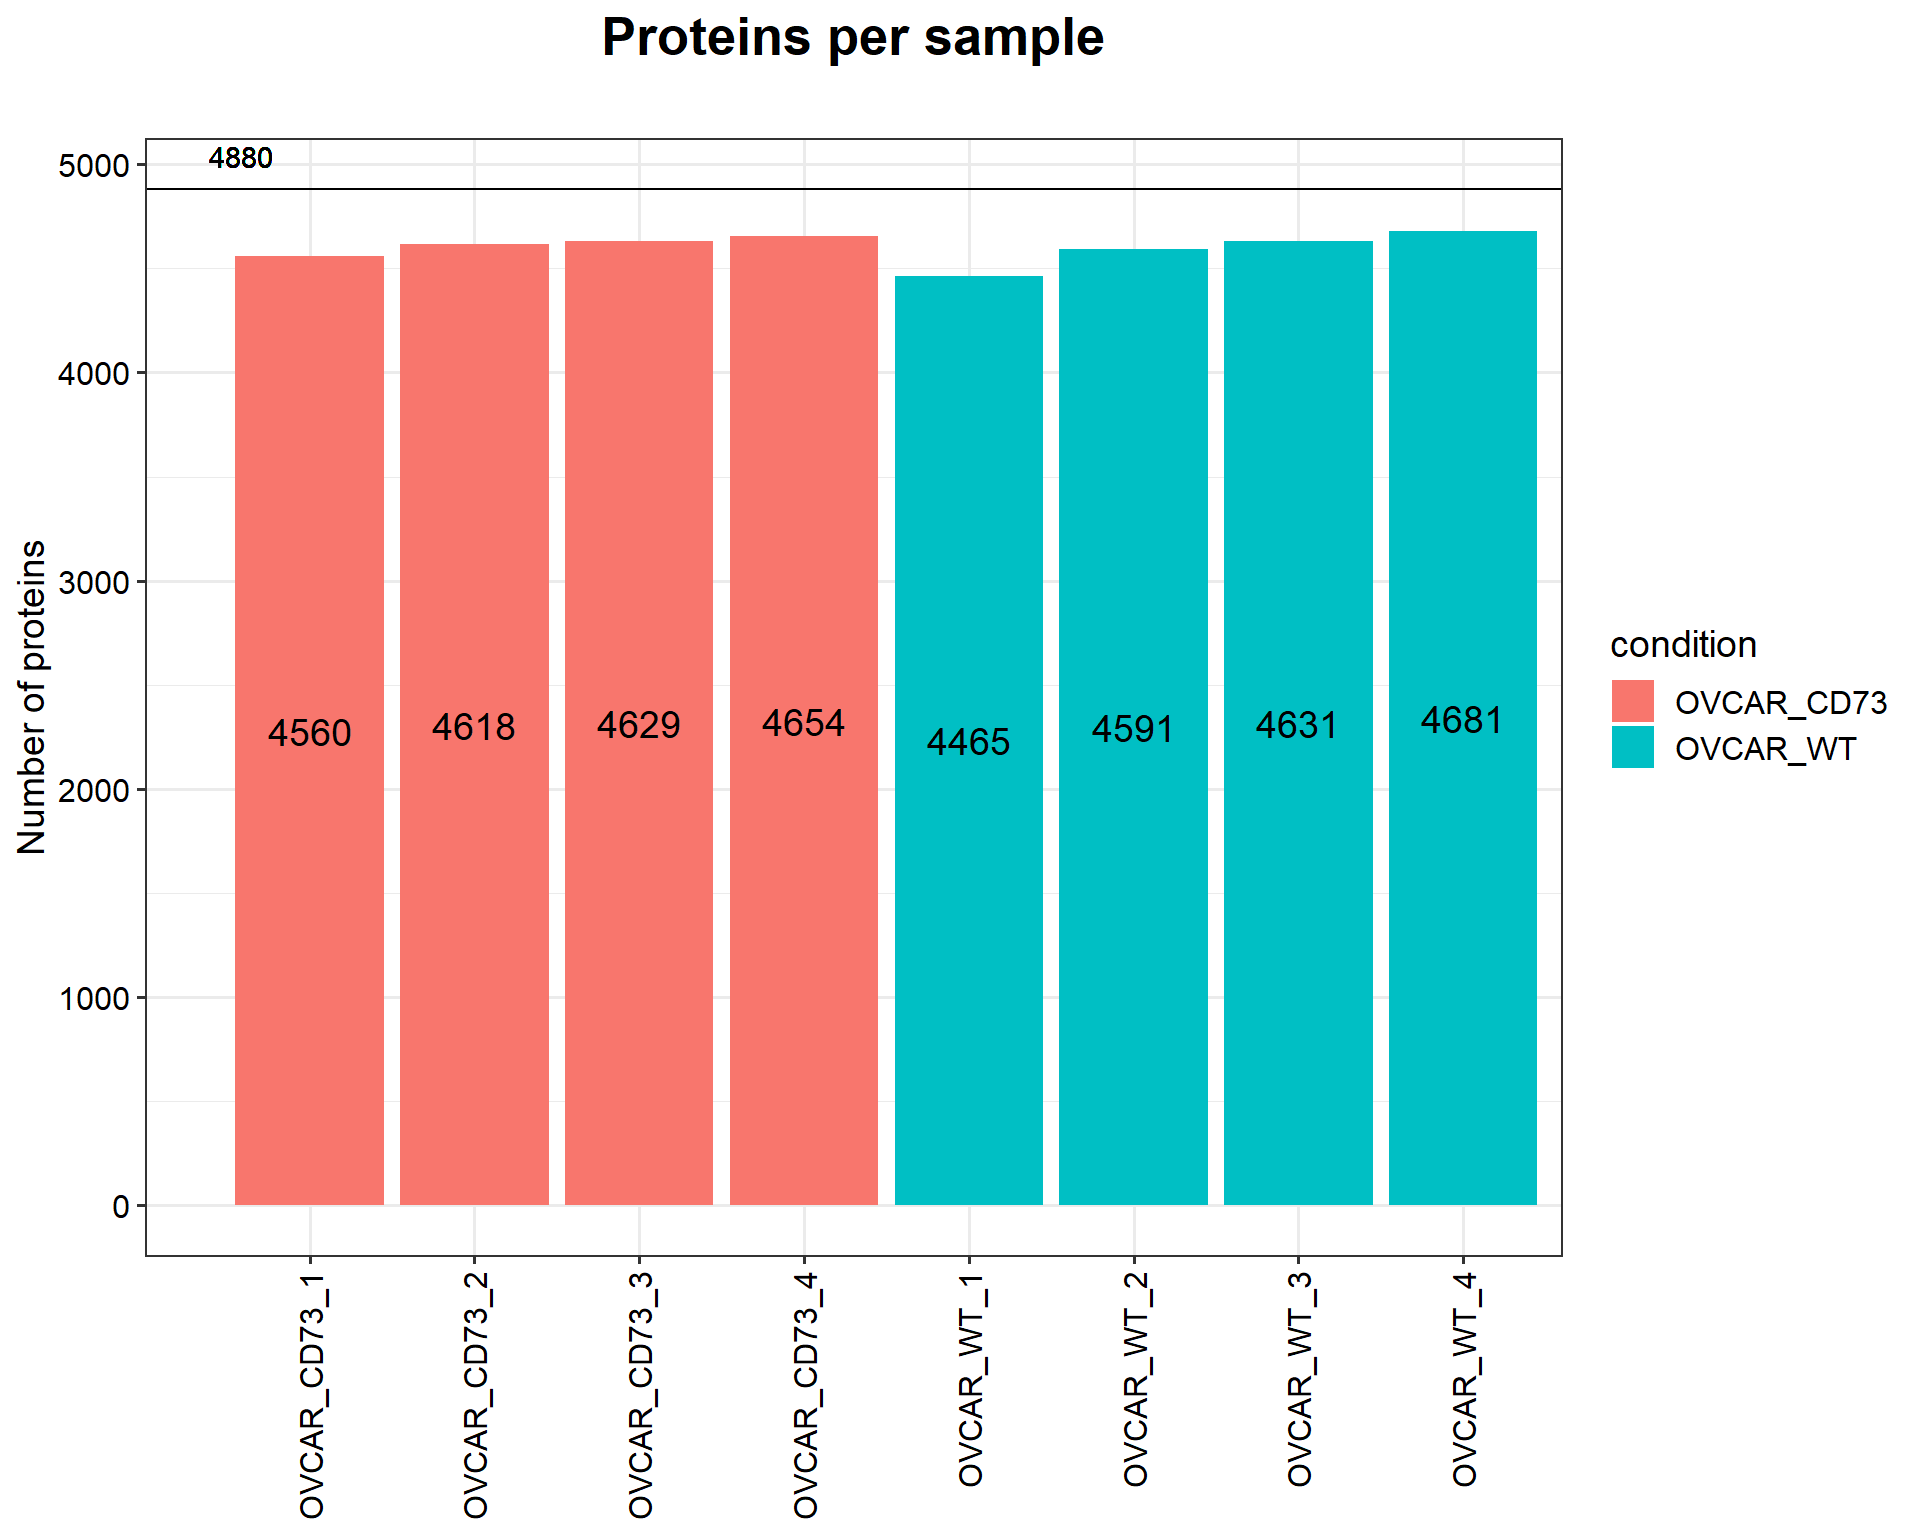 Proteins per sample
Number of proteins
5000
4000
3000
2000
1000
0
4880
4560
4618
4629
4654
4465
4591
4631
4681
OVCAR_CD73_1
OVCAR_CD73_2
OVCAR_CD73_3
OVCAR_CD73_4
OVCAR_WT_1
OVCAR_WT_2
OVCAR_WT_3
OVCAR_WT_4
condition
OVCAR_CD73
OVCAR_WT